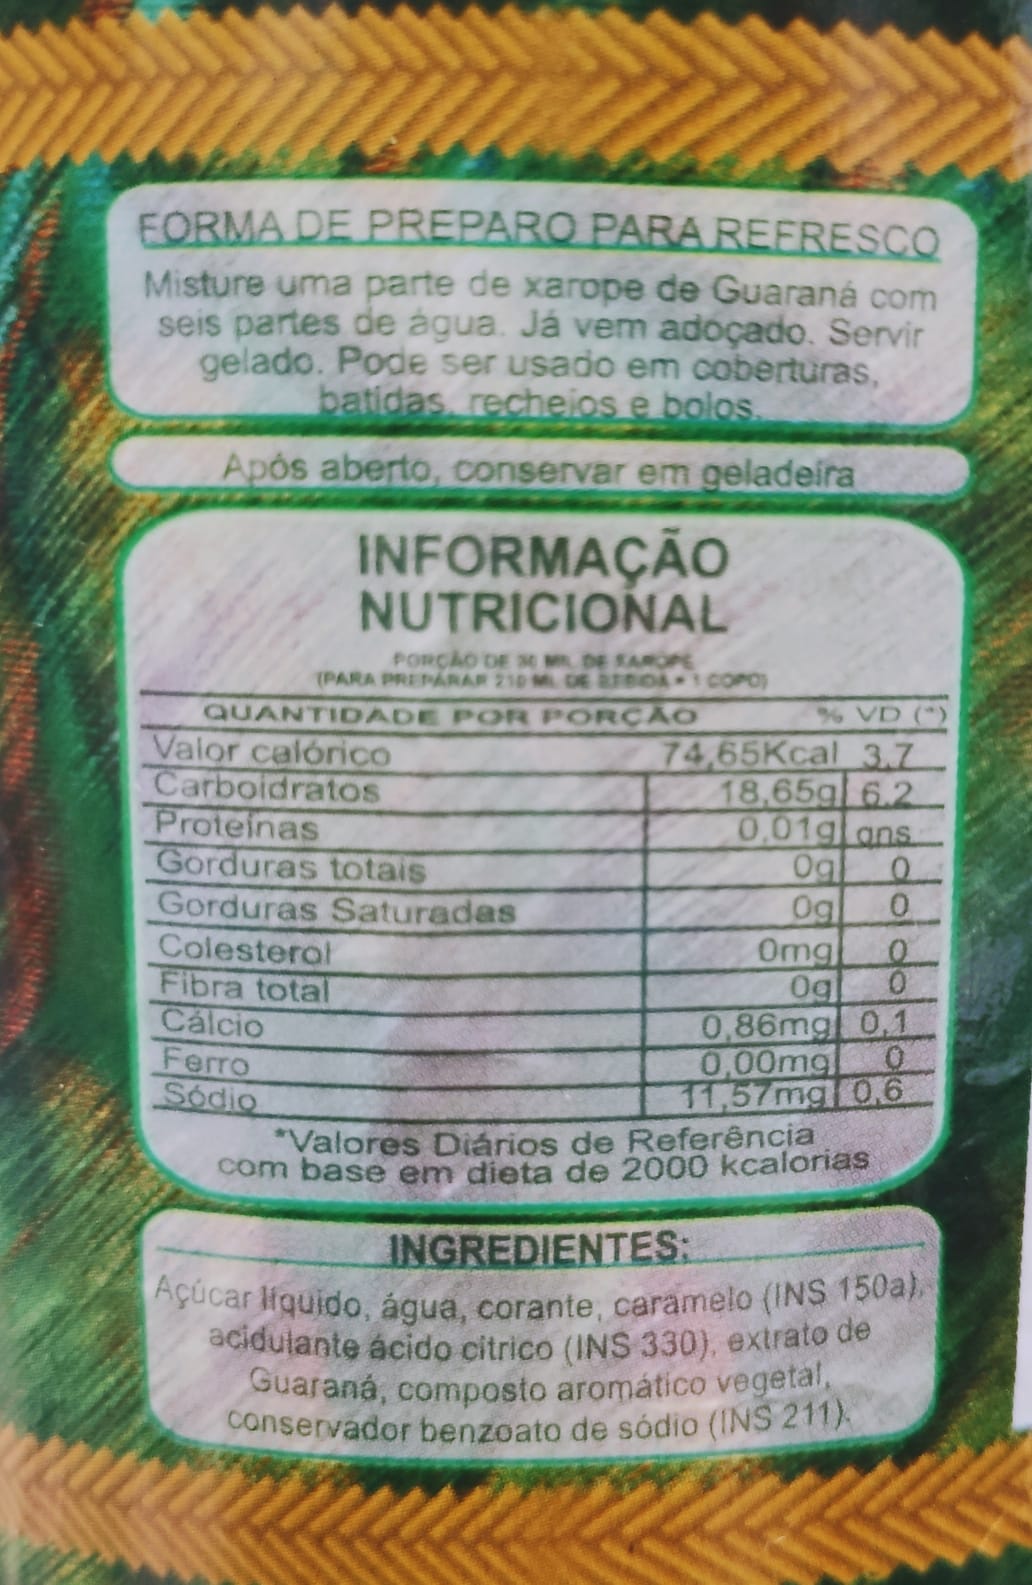 FORMA DE PREPARO PARA REFRESCO
Misture uma parte de xarope de Guaraná com
seis partes de água. Já vem adoçado. Servir
gelado. Pode ser usado em coberturas,
batidas, recheios e bolos.
Após aberto, conservar em geladeira
INFORMAÇÃO
NUTRICIONAL
PORÇÃO DE 30 ML DE XAROPE
(PARA PREPARAR 210 ML DE BEBIDA • 1 COPO)
QUANTIDADE POR PORÇÃO % VD (*)
Valor calórico 74,65Kcal 3,7
Carboidratos 18,65g 6,2
Proteínas 0,01g qns
Gorduras totais 0g 0
Gorduras Saturadas 0g 0
Colesterol 0mg 0
Fibra total 0g 0
Cálcio 0,86mg 0,1
Ferro 0,00mg 0
Sódio 11,57mg 0,6
*Valores Diários de Referência
com base em dieta de 2000 kcalorias
INGREDIENTES:
Açúcar líquido, água, corante, caramelo (INS 150a),
acidulante ácido citrico (INS 330), extrato de
Guaraná, composto aromático vegetal,
conservador benzoato de sódio (INS 211).